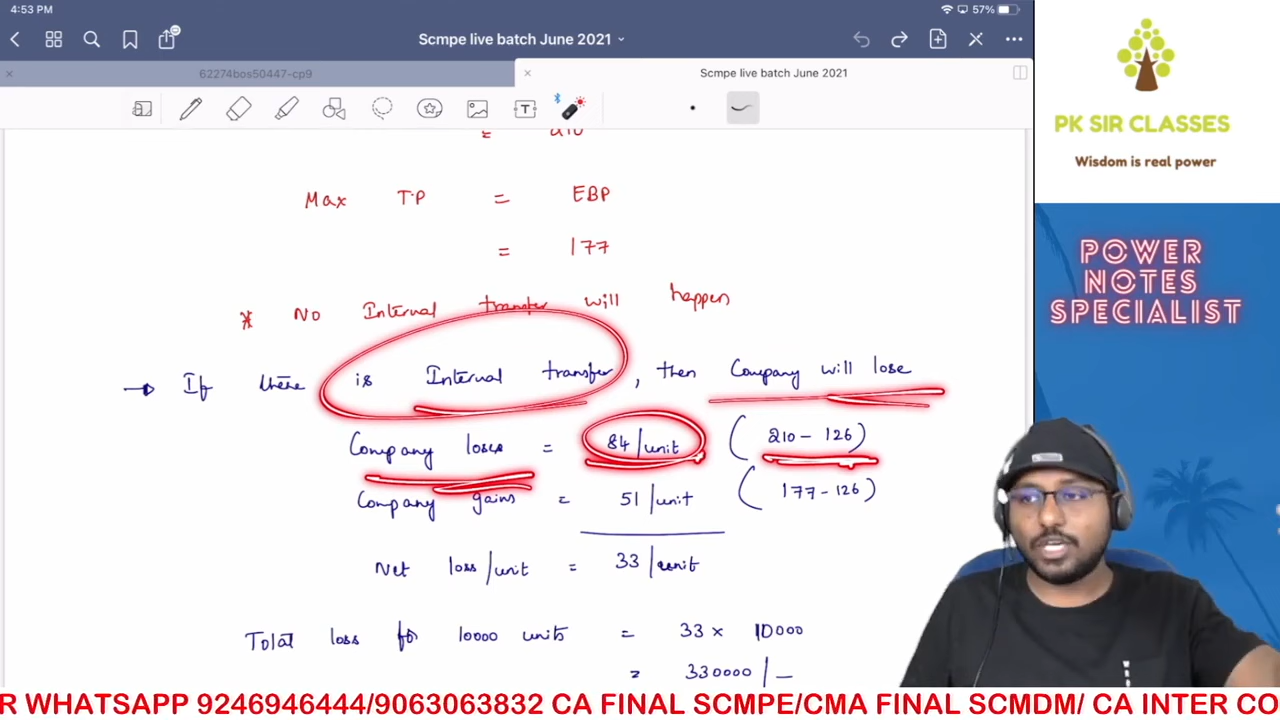 4:53 PM
57%
Scmpe live batch June 2021
62274bos50447-cp9
Scmpe live batch June 2021
= 210
Max T.P = EBP
= 177
* No Internal transfer will happen
→ If there is Internal transfer, then Company will lose
Company loses = 84/unit (210 - 126)
Company gains = 51/unit (177 - 126)
Net loss/unit = 33/unit
Total loss for 10000 units = 33 × 10000
= 330000/-
PK SIR CLASSES
Wisdom is real power
POWER
NOTES
SPECIALIST
R WHATSAPP 9246946444/9063063832 CA FINAL SCMPE/CMA FINAL SCMDM/ CA INTER CO